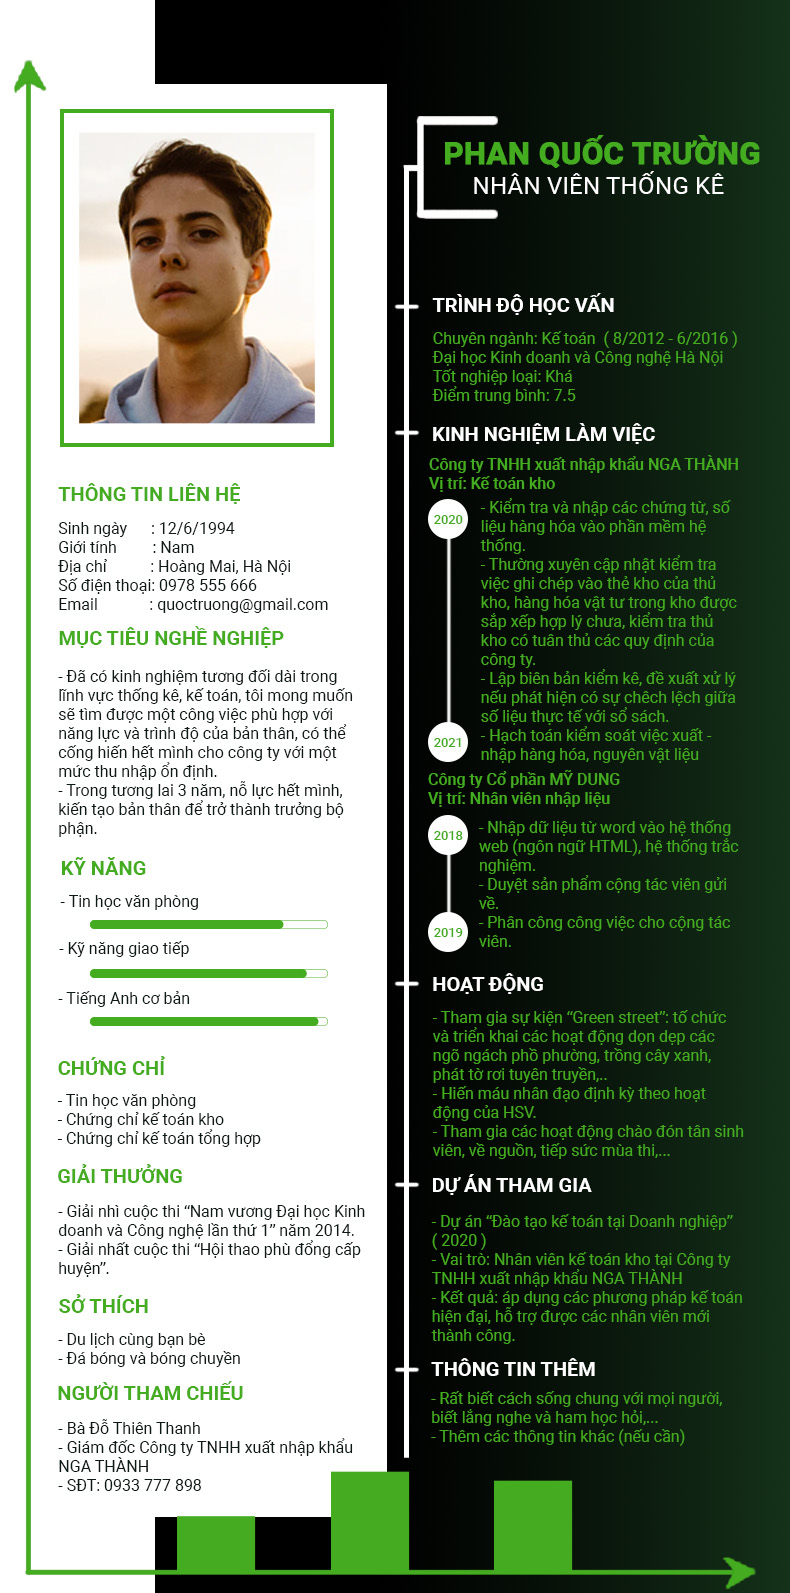 PHAN QUỐC TRƯỜNG
NHÂN VIÊN THỐNG KÊ
THÔNG TIN LIÊN HỆ
Sinh ngày : 12/6/1994
Giới tính : Nam
Địa chỉ : Hoàng Mai, Hà Nội
Số điện thoại: 0978 555 666
Email : quoctruong@gmail.com
MỤC TIÊU NGHỀ NGHIỆP
- Đã có kinh nghiệm tương đối dài trong
lĩnh vực thống kê, kế toán, tôi mong muốn
sẽ tìm được một công việc phù hợp với
năng lực và trình độ của bản thân, có thể
cống hiến hết mình cho công ty với một
mức thu nhập ổn định.
- Trong tương lai 3 năm, nỗ lực hết mình,
kiến tạo bản thân để trở thành trưởng bộ
phận.
KỸ NĂNG
- Tin học văn phòng
- Kỹ năng giao tiếp
- Tiếng Anh cơ bản
CHỨNG CHỈ
- Tin học văn phòng
- Chứng chỉ kế toán kho
- Chứng chỉ kế toán tổng hợp
GIẢI THƯỞNG
- Giải nhì cuộc thi “Nam vương Đại học Kinh
doanh và Công nghệ lần thứ 1” năm 2014.
- Giải nhất cuộc thi “Hội thao phù đổng cấp
huyện”.
SỞ THÍCH
- Du lịch cùng bạn bè
- Đá bóng và bóng chuyền
NGƯỜI THAM CHIẾU
- Bà Đỗ Thiên Thanh
- Giám đốc Công ty TNHH xuất nhập khẩu
NGA THÀNH
- SĐT: 0933 777 898
TRÌNH ĐỘ HỌC VẤN
Chuyên ngành: Kế toán ( 8/2012 - 6/2016 )
Đại học Kinh doanh và Công nghệ Hà Nội
Tốt nghiệp loại: Khá
Điểm trung bình: 7.5
KINH NGHIỆM LÀM VIỆC
Công ty TNHH xuất nhập khẩu NGA THÀNH
Vị trí: Kế toán kho
2020
- Kiểm tra và nhập các chứng từ, số
liệu hàng hóa vào phần mềm hệ
thống.
- Thường xuyên cập nhật kiểm tra
việc ghi chép vào thẻ kho của thủ
kho, hàng hóa vật tư trong kho được
sắp xếp hợp lý chưa, kiểm tra thủ
kho có tuân thủ các quy định của
công ty.
- Lập biên bản kiểm kê, đề xuất xử lý
nếu phát hiện có sự chêch lệch giữa
số liệu thực tế với sổ sách.
2021
- Hạch toán kiểm soát việc xuất -
nhập hàng hóa, nguyên vật liệu
Công ty Cổ phần MỸ DUNG
Vị trí: Nhân viên nhập liệu
2018
- Nhập dữ liệu từ word vào hệ thống
web (ngôn ngữ HTML), hệ thống trắc
nghiệm.
- Duyệt sản phẩm cộng tác viên gửi
về.
2019
- Phân công công việc cho cộng tác
viên.
HOẠT ĐỘNG
- Tham gia sự kiện “Green street”: tố chức
và triển khai các hoạt động dọn dẹp các
ngõ ngách phồ phường, trồng cây xanh,
phát tờ rơi tuyên truyền,..
- Hiến máu nhân đạo định kỳ theo hoạt
động của HSV.
- Tham gia các hoạt động chào đón tân sinh
viên, về nguồn, tiếp sức mùa thi,...
DỰ ÁN THAM GIA
- Dự án “Đào tạo kế toán tại Doanh nghiệp”
( 2020 )
- Vai trò: Nhân viên kế toán kho tại Công ty
TNHH xuất nhập khẩu NGA THÀNH
- Kết quả: áp dụng các phương pháp kế toán
hiện đại, hỗ trợ được các nhân viên mới
thành công.
THÔNG TIN THÊM
- Rất biết cách sống chung với mọi người,
biết lắng nghe và ham học hỏi,...
- Thêm các thông tin khác (nếu cần)